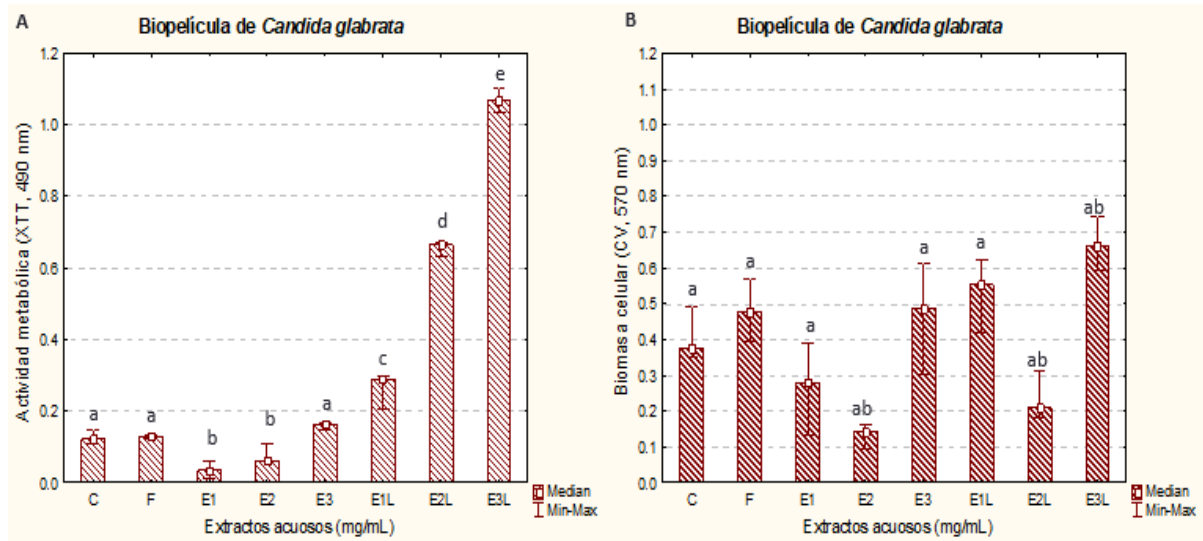 A
Biopelícula de Candida glabrata
Actividad metabólica (XTT, 490 nm)
1.2
1.0
0.8
0.6
0.4
0.2
0.0
a
a
b
b
a
c
d
e
C F E1 E2 E3 E1L E2L E3L
Extractos acuosos (mg/mL)
Median
Min-Max
B
Biopelícula de Candida glabrata
Biomasa celular (CV, 570 nm)
1.2
1.1
1.0
0.9
0.8
0.7
0.6
0.5
0.4
0.3
0.2
0.1
0.0
a
a
a
ab
a
a
ab
ab
C F E1 E2 E3 E1L E2L E3L
Extractos acuosos (mg/mL)
Median
Min-Max